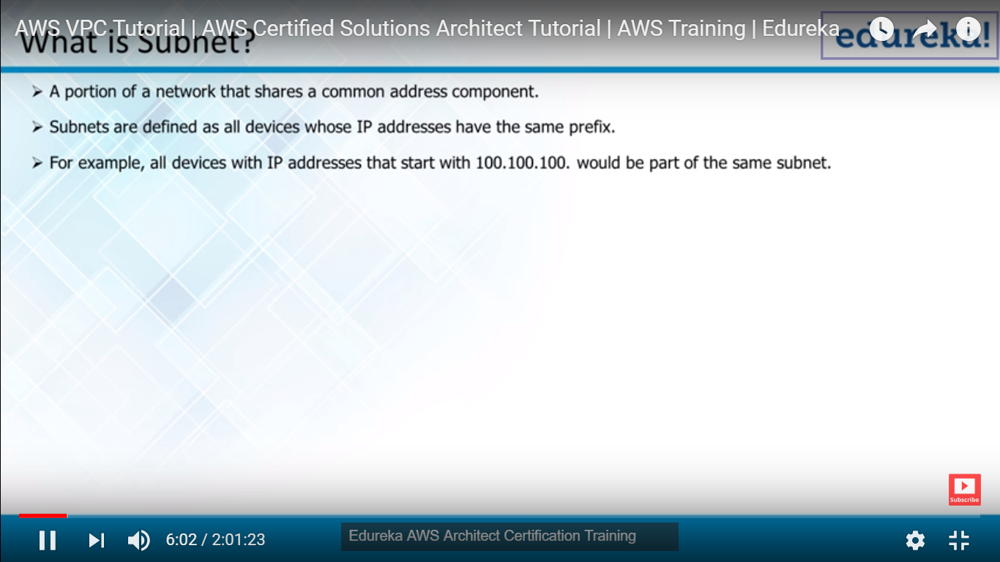 AWS VPC Tutorial | AWS Certified Solutions Architect Tutorial | AWS Training | Edureka
What is Subnet?
edureka!
➢ A portion of a network that shares a common address component.
➢ Subnets are defined as all devices whose IP addresses have the same prefix.
➢ For example, all devices with IP addresses that start with 100.100.100. would be part of the same subnet.
Subscribe
6:02 / 2:01:23
Edureka AWS Architect Certification Training